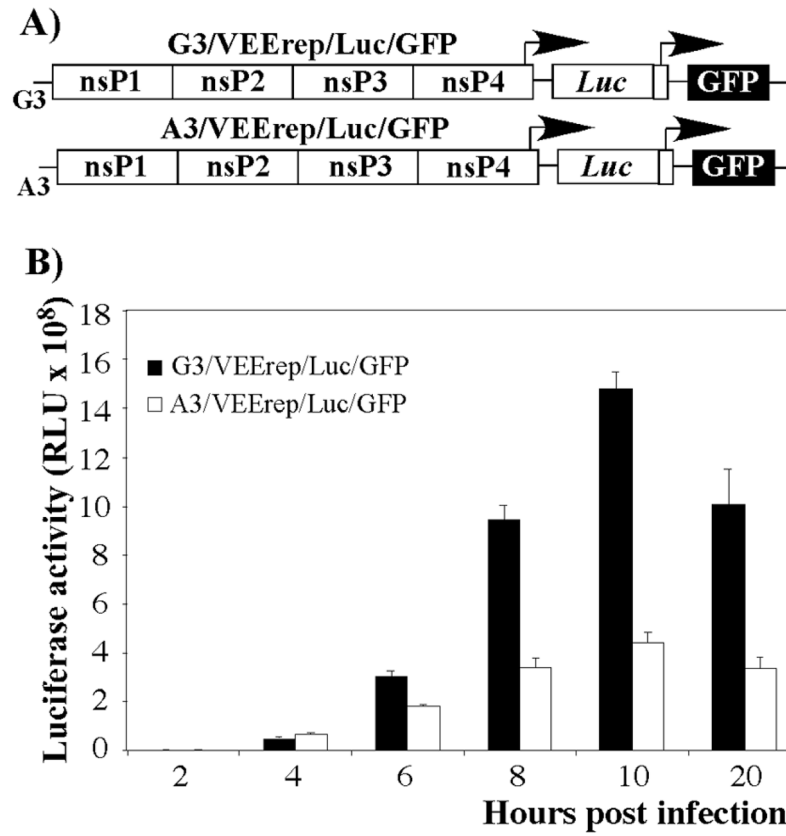 A)
G3/VEErep/Luc/GFP
G3 nsP1 nsP2 nsP3 nsP4 Luc GFP
A3/VEErep/Luc/GFP
A3 nsP1 nsP2 nsP3 nsP4 Luc GFP
B)
Luciferase activity (RLU x 10⁸)
18
16
14
12
10
8
6
4
2
0
G3/VEErep/Luc/GFP
A3/VEErep/Luc/GFP
2 4 6 8 10 20
Hours post infection